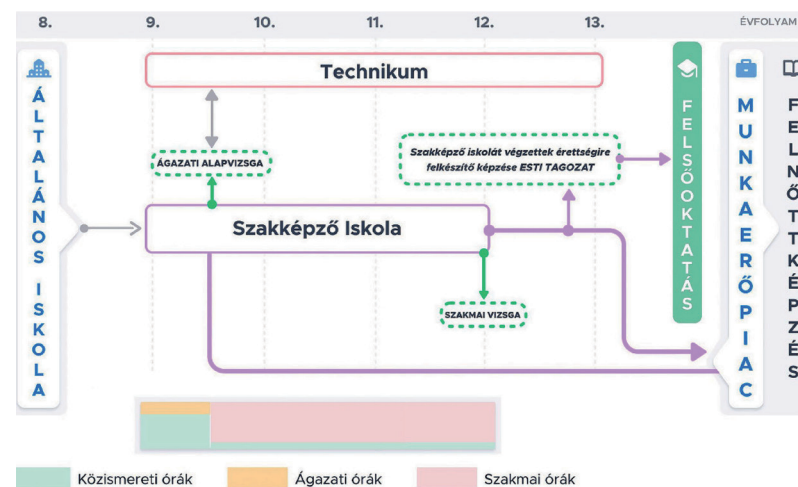 8. 9. 10. 11. 12. 13. ÉVFOLYAM
ÁLTALÁNOS ISKOLA
Technikum
ÁGAZATI ALAPVIZSGA
Szakképző iskolát végzettek érettségire
felkészítő képzése ESTI TAGOZAT
Szakképző Iskola
SZAKMAI VIZSGA
FELSŐOKTATÁS
MUNKAERŐPIAC
FELNŐTTKÉPZÉS
Közismereti órák
Ágazati órák
Szakmai órák